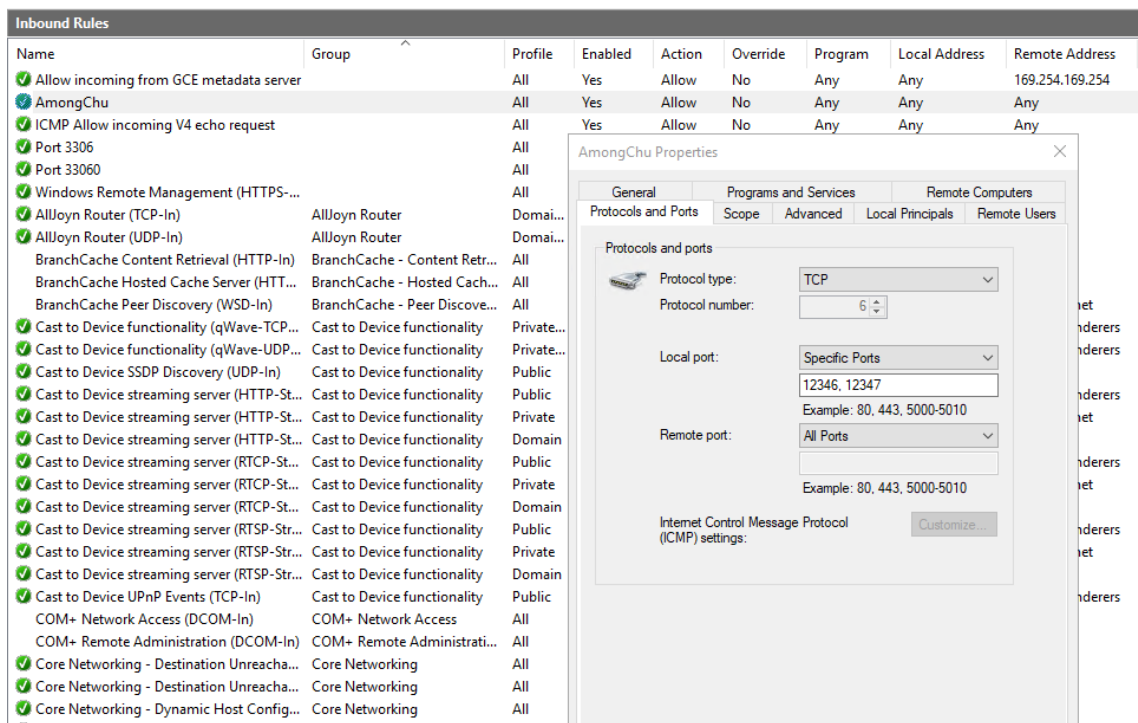 Inbound Rules
Name Group Profile Enabled Action Override Program Local Address Remote Address
Allow incoming from GCE metadata server All Yes Allow No Any Any 169.254.169.254
AmongChu All Yes Allow No Any Any Any
ICMP Allow incoming V4 echo request All Yes Allow No Any Any Any
Port 3306 All
AmongChu Properties
Port 33060 All
Windows Remote Management (HTTPS-... All
General Programs and Services Remote Computers
AllJoyn Router (TCP-In) AllJoyn Router Domai...
Protocols and Ports Scope Advanced Local Principals Remote Users
AllJoyn Router (UDP-In) AllJoyn Router Domai...
Protocols and ports
BranchCache Content Retrieval (HTTP-In) BranchCache - Content Retr... All
Protocol type: TCP
BranchCache Hosted Cache Server (HTT... BranchCache - Hosted Cach... All
Protocol number: 6
BranchCache Peer Discovery (WSD-In) BranchCache - Peer Discove... All net
Cast to Device functionality (qWave-TCP... Cast to Device functionality Private... nderers
Cast to Device functionality (qWave-UDP... Cast to Device functionality Private... nderers
Local port: Specific Ports
Cast to Device SSDP Discovery (UDP-In) Cast to Device functionality Public
12346, 12347
Cast to Device streaming server (HTTP-St... Cast to Device functionality Public nderers
Example: 80, 443, 5000-5010
Cast to Device streaming server (HTTP-St... Cast to Device functionality Private net
Remote port: All Ports
Cast to Device streaming server (HTTP-St... Cast to Device functionality Domain
Cast to Device streaming server (RTCP-St... Cast to Device functionality Public nderers
Cast to Device streaming server (RTCP-St... Cast to Device functionality Private net
Example: 80, 443, 5000-5010
Cast to Device streaming server (RTCP-St... Cast to Device functionality Domain
Internet Control Message Protocol
(ICMP) settings:
Customize...
Cast to Device streaming server (RTSP-Str... Cast to Device functionality Public nderers
Cast to Device streaming server (RTSP-Str... Cast to Device functionality Private net
Cast to Device streaming server (RTSP-Str... Cast to Device functionality Domain
Cast to Device UPnP Events (TCP-In) Cast to Device functionality Public nderers
COM+ Network Access (DCOM-In) COM+ Network Access All
COM+ Remote Administration (DCOM-In) COM+ Remote Administrati... All
Core Networking - Destination Unreacha... Core Networking All
Core Networking - Destination Unreacha... Core Networking All
Core Networking - Dynamic Host Config... Core Networking All